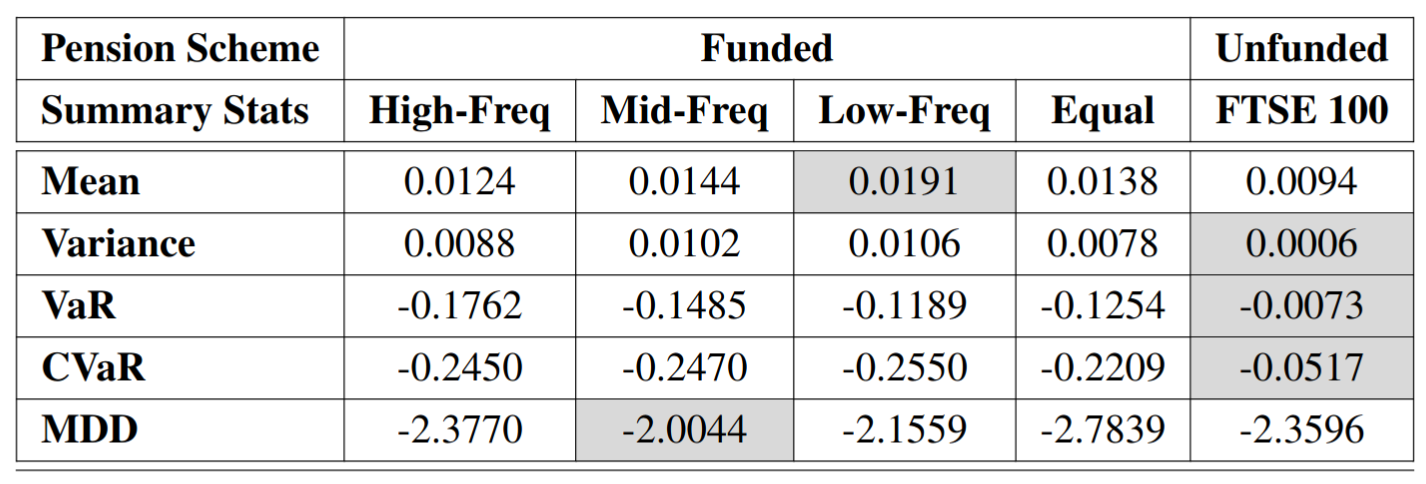 Pension Scheme Funded Unfunded
Summary Stats High-Freq Mid-Freq Low-Freq Equal FTSE 100
Mean 0.0124 0.0144 0.0191 0.0138 0.0094
Variance 0.0088 0.0102 0.0106 0.0078 0.0006
VaR -0.1762 -0.1485 -0.1189 -0.1254 -0.0073
CVaR -0.2450 -0.2470 -0.2550 -0.2209 -0.0517
MDD -2.3770 -2.0044 -2.1559 -2.7839 -2.3596